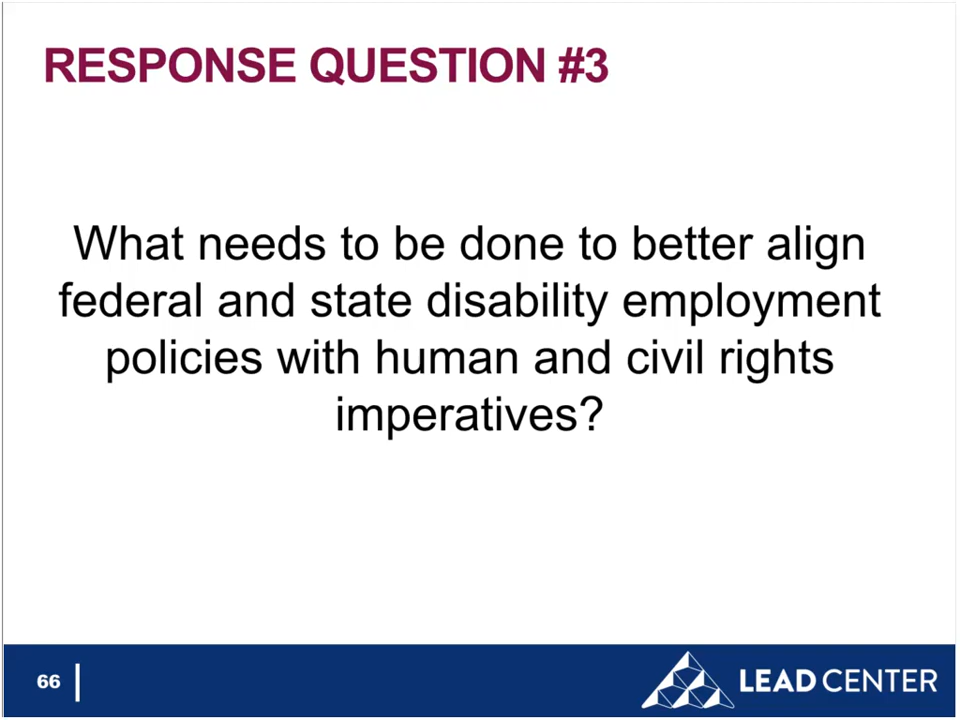 RESPONSE QUESTION #3
What needs to be done to better align
federal and state disability employment
policies with human and civil rights
imperatives?
66
LEAD CENTER